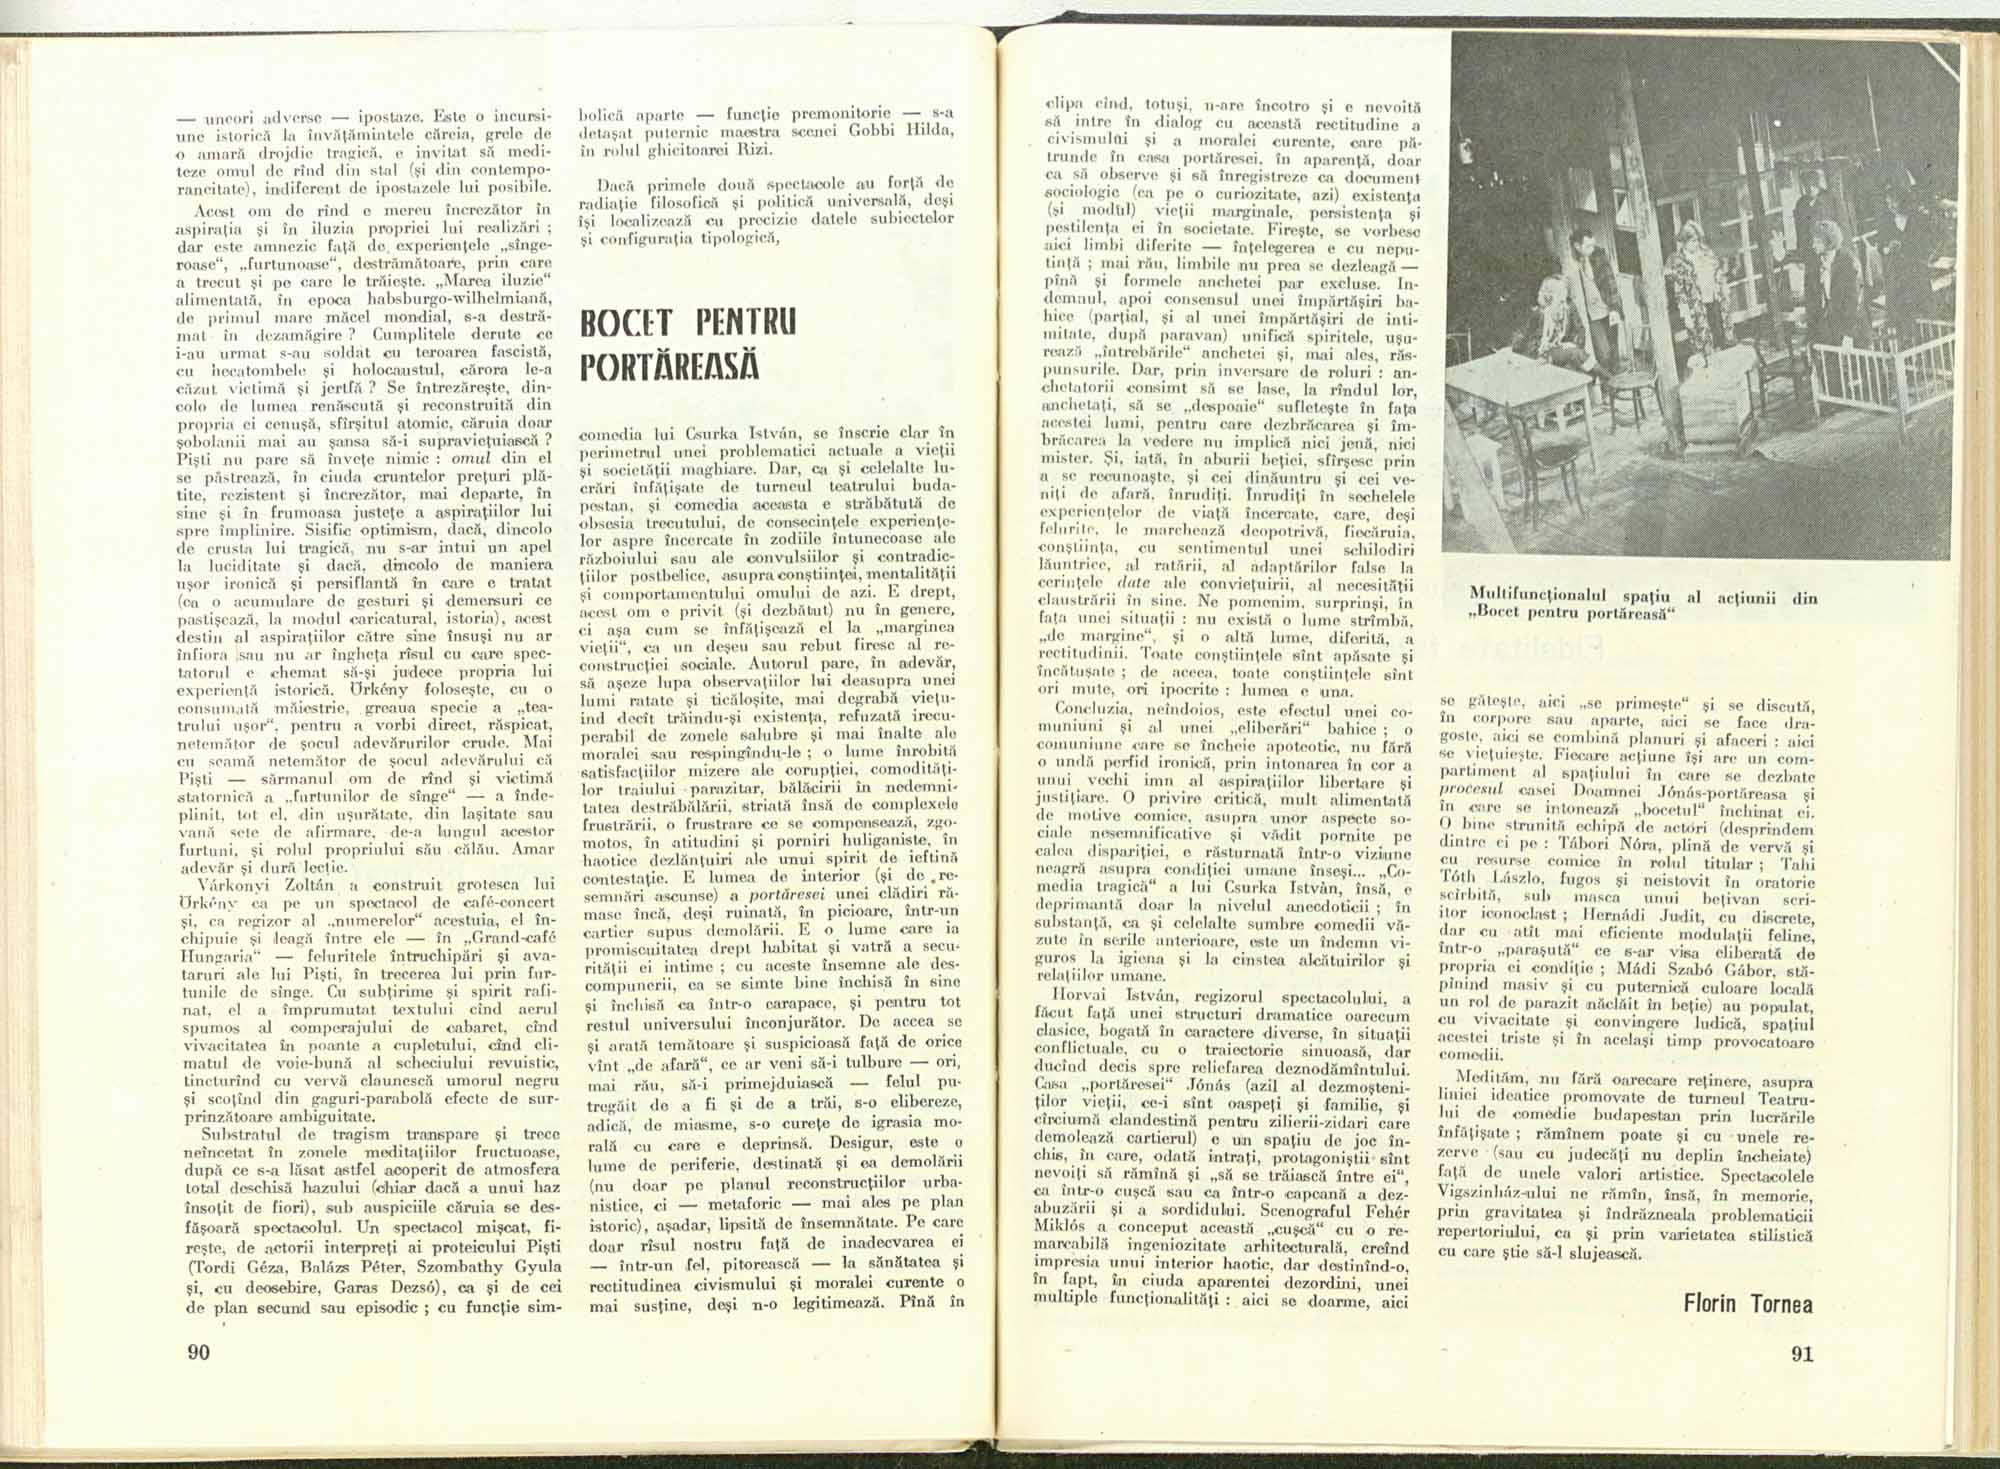 — uneori adverse — ipostaze. Este o incursi-
une istorică la învățămintele căreia, grele de
o amară drojdie tragică, e invitat să medi-
teze omul de rînd din stal (și din contempo-
raneitate), indiferent de ipostazele lui posibile.
Acest om de rînd e mereu încrezător în
aspirația și în iluzia propriei lui realizări ;
dar este amnezic față de experiențele „sînge-
roase“, „furtunoase“, destrămătoare, prin care
a trecut și pe care le trăiește. „Marea iluzie“
alimentată, în epoca habsburgo-wilhelmiană,
de primul mare măcel mondial, s-a destră-
mat în dezamăgire ? Cumplitele derute ce
i-au urmat s-au soldat cu teroarea fascistă,
cu hecatombele și holocaustul, cărora le-a
căzut victimă și jertfă ? Se întrezărește, din-
colo de lumea renăscută și reconstruită din
propria ei cenușă, sfîrșitul atomic, căruia doar
șobolanii mai au șansa să-i supraviețuiască ?
Piști nu pare să învețe nimic : omul din el
se păstrează, în ciuda cruntelor prețuri plă-
tite, rezistent și încrezător, mai departe, în
sine și în frumoasa justețe a aspirațiilor lui
spre împlinire. Sisific optimism, dacă, dincolo
de crusta lui tragică, nu s-ar intui un apel
la luciditate și dacă, dincolo de maniera
ușor ironică și persiflantă în care e tratat
(ca o acumulare de gesturi și demersuri ce
pastișează, la modul caricatural, istoria), acest
destin al aspirațiilor către sine însuși nu ar
înfiora sau nu ar îngheța rîsul cu care spec-
tatorul e chemat să-și judece propria lui
experiență istorică. Örkény folosește, cu o
consumată măiestrie, greaua specie a „tea-
trului ușor“, pentru a vorbi direct, răspicat,
netemător de șocul adevărurilor crude. Mai
cu seamă netemător de șocul adevărului că
Piști — sărmanul om de rînd și victimă
statornică a „furtunilor de sînge“ — a înde-
plinit, tot el, din ușurătate, din lașitate sau
vană sete de afirmare, de-a lungul acestor
furtuni, și rolul propriului său călău. Amar
adevăr și dură lecție.
Várkonyi Zoltán a construit grotesca lui
Örkény ca pe un spectacol de café-concert
și, ca regizor al „numerelor“ acestuia, el în-
chipuie și leagă între ele — în „Grand-café
Hungaria“ — feluritele întruchipări și ava-
taruri ale lui Piști, în trecerea lui prin fur-
tunile de sînge. Cu subțirime și spirit rafi-
nat, el a împrumutat textului cînd aerul
spumos al comperajului de cabaret, cînd
vivacitatea în poante a cupletului, cînd cli-
matul de voie-bună al scheciului revuistic,
tincturînd cu vervă claunescă umorul negru
și scoțînd din gaguri-parabolă efecte de sur-
prinzătoare ambiguitate.
Substratul de tragism transpare și trece
neîncetat în zonele meditațiilor fructuoase,
după ce s-a lăsat astfel acoperit de atmosfera
total deschisă hazului (chiar dacă a unui haz
însoțit de fiori), sub auspiciile căruia se des-
fășoară spectacolul. Un spectacol mișcat, fi-
rește, de actorii interpreți ai proteicului Piști
(Tordi Géza, Balázs Péter, Szombathy Gyula
și, cu deosebire, Garas Dezsó), ca și de cei
de plan secund sau episodic ; cu funcție sim-
90
bolică aparte — funcție premonitorie — s-a
detașat puternic maestra scenei Gobbi Hilda,
în rolul ghicitoarei Rizi.
Dacă primele două spectacole au forță de
radiație filosofică și politică universală, deși
își localizează cu precizie datele subiectelor
și configurația tipologică,
BOCET PENTRU
PORTĂREASĂ
comedia lui Csurka István, se înscrie clar în
perimetrul unei problematici actuale a vieții
și societății maghiare. Dar, ca și celelalte lu-
crări înfățișate de turneul teatrului buda-
pestan, și comedia aceasta e străbătută de
obsesia trecutului, de consecințele experiențe-
lor aspre încercate în zodiile întunecoase ale
războiului sau ale convulsiilor și contradic-
țiilor postbelice, asupra conștiinței, mentalității
și comportamentului omului de azi. E drept,
acest om e privit (și dezbătut) nu în genere,
ci așa cum se înfățișează el la „marginea
vieții“, ca un deșeu sau rebut firesc al re-
construcției sociale. Autorul pare, în adevăr,
să așeze lupa observațiilor lui deasupra unei
lumi ratate și ticăloșite, mai degrabă viețu-
ind decît trăindu-și existența, refuzată irecu-
perabil de zonele salubre și mai înalte ale
moralei sau respingîndu-le ; o lume înrobită
satisfacțiilor mizere ale corupției, comodități-
lor traiului parazitar, bălăcirii în nedemni-
tatea destrăbălării, striată însă de complexele
frustrării, o frustrare ce se compensează, zgo-
motos, în atitudini și porniri huliganiste, în
haotice dezlănțuiri ale unui spirit de ieftină
contestație. E lumea de interior (și de re-
semnări ascunse) a portăresei unei clădiri ră-
mase încă, deși ruinată, în picioare, într-un
cartier supus demolării. E o lume care ia
promiscuitatea drept habitat și vatră a secu-
rității ei intime ; cu aceste însemne ale des-
compunerii, ea se simte bine închisă în sine
și închisă ca într-o carapace, și pentru tot
restul universului înconjurător. De aceea se
și arată temătoare și suspicioasă față de orice
vînt „de afară“, ce ar veni să-i tulbure — ori,
mai rău, să-i primejduiască — felul pu-
tregăit de a fi și de a trăi, s-o elibereze,
adică, de miasme, s-o curețe de igrasia mo-
rală cu care e deprinsă. Desigur, este o
lume de periferie, destinată și ea demolării
(nu doar pe planul reconstrucțiilor urba-
nistice, ci — metaforic — mai ales pe plan
istoric), așadar, lipsită de însemnătate. Pe care
doar rîsul nostru față de inadecvarea ei
— într-un fel, pitorească — la sănătatea și
rectitudinea civismului și moralei curente o
mai susține, deși n-o legitimează. Pînă în
clipa cînd, totuși, n-are încotro și e nevoită
să intre în dialog cu această rectitudine a
civismului și a moralei curente, care pă-
trunde în casa portăresei, în aparență, doar
ca să observe și să înregistreze ca document
sociologic (ca pe o curiozitate, azi) existența
(și modul) vieții marginale, persistența și
pestilența ei în societate. Firește, se vorbesc
aici limbi diferite — înțelegerea e cu nepu-
tință ; mai rău, limbile nu prea se dezleagă —
pînă și formele anchetei par excluse. În-
demnul, apoi consensul unei împărtășiri ba-
hice (parțial, și al unei împărtășiri de inti-
mitate, după paravan) unifică spiritele, ușu-
rează „întrebările“ anchetei și, mai ales, răs-
punsurile. Dar, prin inversare de roluri : an-
chetatorii consimt să se lase, la rîndul lor,
anchetați, să se „despoaie“ sufletește în fața
acestei lumi, pentru care dezbrăcarea și îm-
brăcarea la vedere nu implică nici jenă, nici
mister. Și, iată, în aburii beției, sfîrșesc prin
a se recunoaște, și cei dinăuntru și cei ve-
niți de afară, înrudiți. Înrudiți în sechelele
experiențelor de viață încercate, care, deși
felurite, le marchează deopotrivă, fiecăruia,
conștiința, cu sentimentul unei schilodiri
lăuntrice, al ratării, al adaptărilor false la
cerințele date ale conviețuirii, al necesității
claustrării în sine. Ne pomenim, surprinși, în
fața unei situații : nu există o lume strîmbă,
„de margine“, și o altă lume, diferită, a
rectitudinii. Toate conștiințele sînt apăsate și
încătușate ; de aceea, toate conștiințele sînt
ori mute, ori ipocrite : lumea e una.
Concluzia, neîndoios, este efectul unei co-
muniuni și al unei „eliberări“ bahice ; o
comuniune care se încheie apoteotic, nu fără
o undă perfid ironică, prin intonarea în cor a
unui vechi imn al aspirațiilor libertare și
justițiare. O privire critică, mult alimentată
de motive comice, asupra unor aspecte so-
ciale nesemnificative și vădit pornite pe
calea dispariției, e răsturnată într-o viziune
neagră asupra condiției umane înseși... „Co-
media tragică“ a lui Csurka István, însă, e
deprimantă doar la nivelul anecdoticii ; în
substanță, ca și celelalte sumbre comedii vă-
zute în serile anterioare, este un îndemn vi-
guros la igiena și la cinstea alcătuirilor și
relațiilor umane.
Horvai István, regizorul spectacolului, a
făcut față unei structuri dramatice oarecum
clasice, bogată în caractere diverse, în situații
conflictuale, cu o traiectorie sinuoasă, dar
ducînd decis spre reliefarea deznodămîntului.
Casa „portăresei“ Jónás (azil al dezmoșteni-
ților vieții, ce-i sînt oaspeți și familie, și
cîrciumă clandestină pentru zilierii-zidari care
demolează cartierul) e un spațiu de joc în-
chis, în care, odată intrați, protagoniștii sînt
nevoiți să rămînă și „să se trăiască între ei“,
ca într-o cușcă sau ca într-o capcană a dez-
abuzării și a sordidului. Scenograful Fehér
Miklós a conceput această „cușcă“ cu o re-
marcabilă ingeniozitate arhitecturală, creînd
impresia unui interior haotic, dar destinînd-o,
în fapt, în ciuda aparentei dezordini, unei
multiple funcționalități : aici se doarme, aici
Multifuncționalul spațiu al acțiunii din
„Bocet pentru portăreasă“
se gătește, aici „se primește“ și se discută,
în corpore sau aparte, aici se face dra-
goste, aici se combină planuri și afaceri : aici
se viețuiește. Fiecare acțiune își are un com-
partiment al spațiului în care se dezbate
procesul casei Doamnei Jónás-portăreasa și
în care se intonează „bocetul“ închinat ei.
O bine strunită echipă de actori (desprindem
dintre ei pe : Tábori Nóra, plină de vervă și
cu resurse comice în rolul titular ; Tahi
Tóth László, fugos și neistovit în oratorie
scîrbită, sub masca unui bețivan scri-
itor iconoclast ; Hernádi Judit, cu discrete,
dar cu atît mai eficiente modulații feline,
într-o „parașută“ ce s-ar visa eliberată de
propria ei condiție ; Mádi Szabó Gábor, stă-
pînind masiv și cu puternică culoare locală
un rol de parazit năclăit în beție) au populat,
cu vivacitate și convingere ludică, spațiul
acestei triste și în același timp provocatoare
comedii.
Medităm, nu fără oarecare reținere, asupra
liniei ideatice promovate de turneul Teatru-
lui de comedie budapestan prin lucrările
înfățișate ; rămînem poate și cu unele re-
zerve (sau cu judecăți nu deplin încheiate)
față de unele valori artistice. Spectacolele
Vigszinház-ului ne rămîn, însă, în memorie,
prin gravitatea și îndrăzneala problematicii
repertoriului, ca și prin varietatea stilistică
cu care știe să-l slujească.
Florin Tornea
91